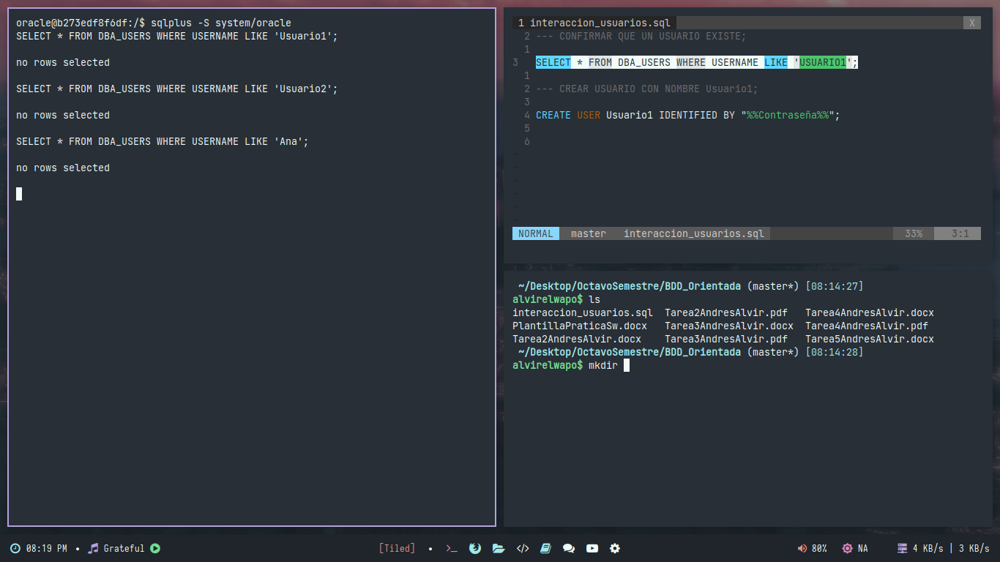 oracle@b273edf8f6df:/$ sqlplus -S system/oracle
SELECT * FROM DBA_USERS WHERE USERNAME LIKE 'Usuario1';
no rows selected
SELECT * FROM DBA_USERS WHERE USERNAME LIKE 'Usuario2';
no rows selected
SELECT * FROM DBA_USERS WHERE USERNAME LIKE 'Ana';
no rows selected
1 interaccion_usuarios.sql X
2 --- CONFIRMAR QUE UN USUARIO EXISTE;
1
3 SELECT * FROM DBA_USERS WHERE USERNAME LIKE 'USUARIO1';
1
2 --- CREAR USUARIO CON NOMBRE Usuario1;
3
4 CREATE USER Usuario1 IDENTIFIED BY "%%Contraseña%%";
5
6
~
~
~
~
~
~
NORMAL master interaccion_usuarios.sql 33% 3:1
~/Desktop/OctavoSemestre/BDD_Orientada (master*) [08:14:27]
alvirelwapo$ ls
interaccion_usuarios.sql Tarea2AndresAlvir.pdf Tarea4AndresAlvir.docx
PlantillaPraticaSw.docx Tarea3AndresAlvir.docx Tarea4AndresAlvir.pdf
Tarea2AndresAlvir.docx Tarea3AndresAlvir.pdf Tarea5AndresAlvir.docx
~/Desktop/OctavoSemestre/BDD_Orientada (master*) [08:14:28]
alvirelwapo$ mkdir
08:19 PM • Grateful [Tiled] • >_ </> 80% NA 4 KB/s | 3 KB/s